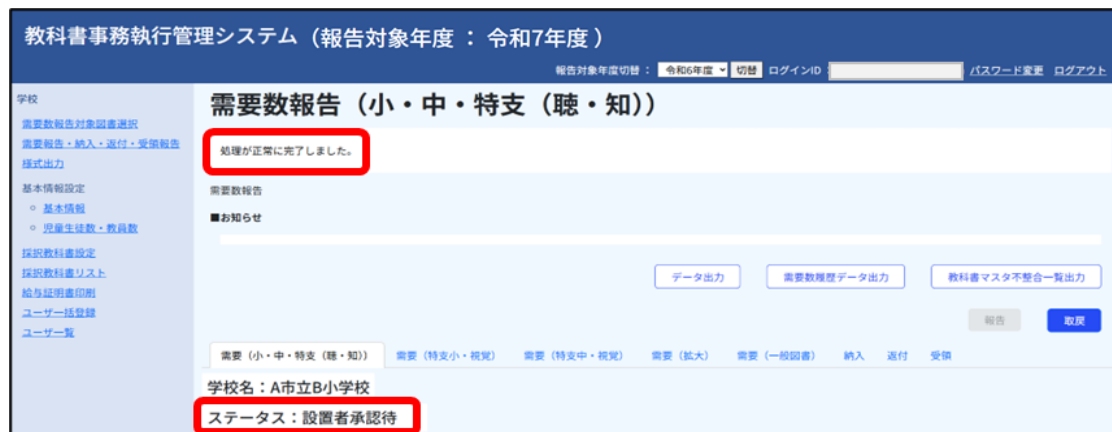 教科書事務執行管理システム（報告対象年度 ： 令和7年度 ）
報告対象年度切替 ： 令和6年度 切替 ログインID パスワード変更 ログアウト
学校
需要数報告対象図書選択
需要報告・納入・返付・受領報告
様式出力
基本情報設定
基本情報
児童生徒数・教員数
採択教科書設定
採択教科書リスト
給与証明書印刷
ユーザー括登録
ユーザ一覧
需要数報告（小・中・特支（聴・知））
処理が正常に完了しました。
需要数報告
■お知らせ
データ出力 需要数履歴データ出力 教科書マスタ不整合一覧出力
報告 取戻
需要（小・中・特支（聴・知）） 需要（特支小・視覚） 需要（特支中・視覚） 需要（拡大） 需要（一般図書） 納入 返付 受領
学校名：A市立B小学校
ステータス：設置者承認待